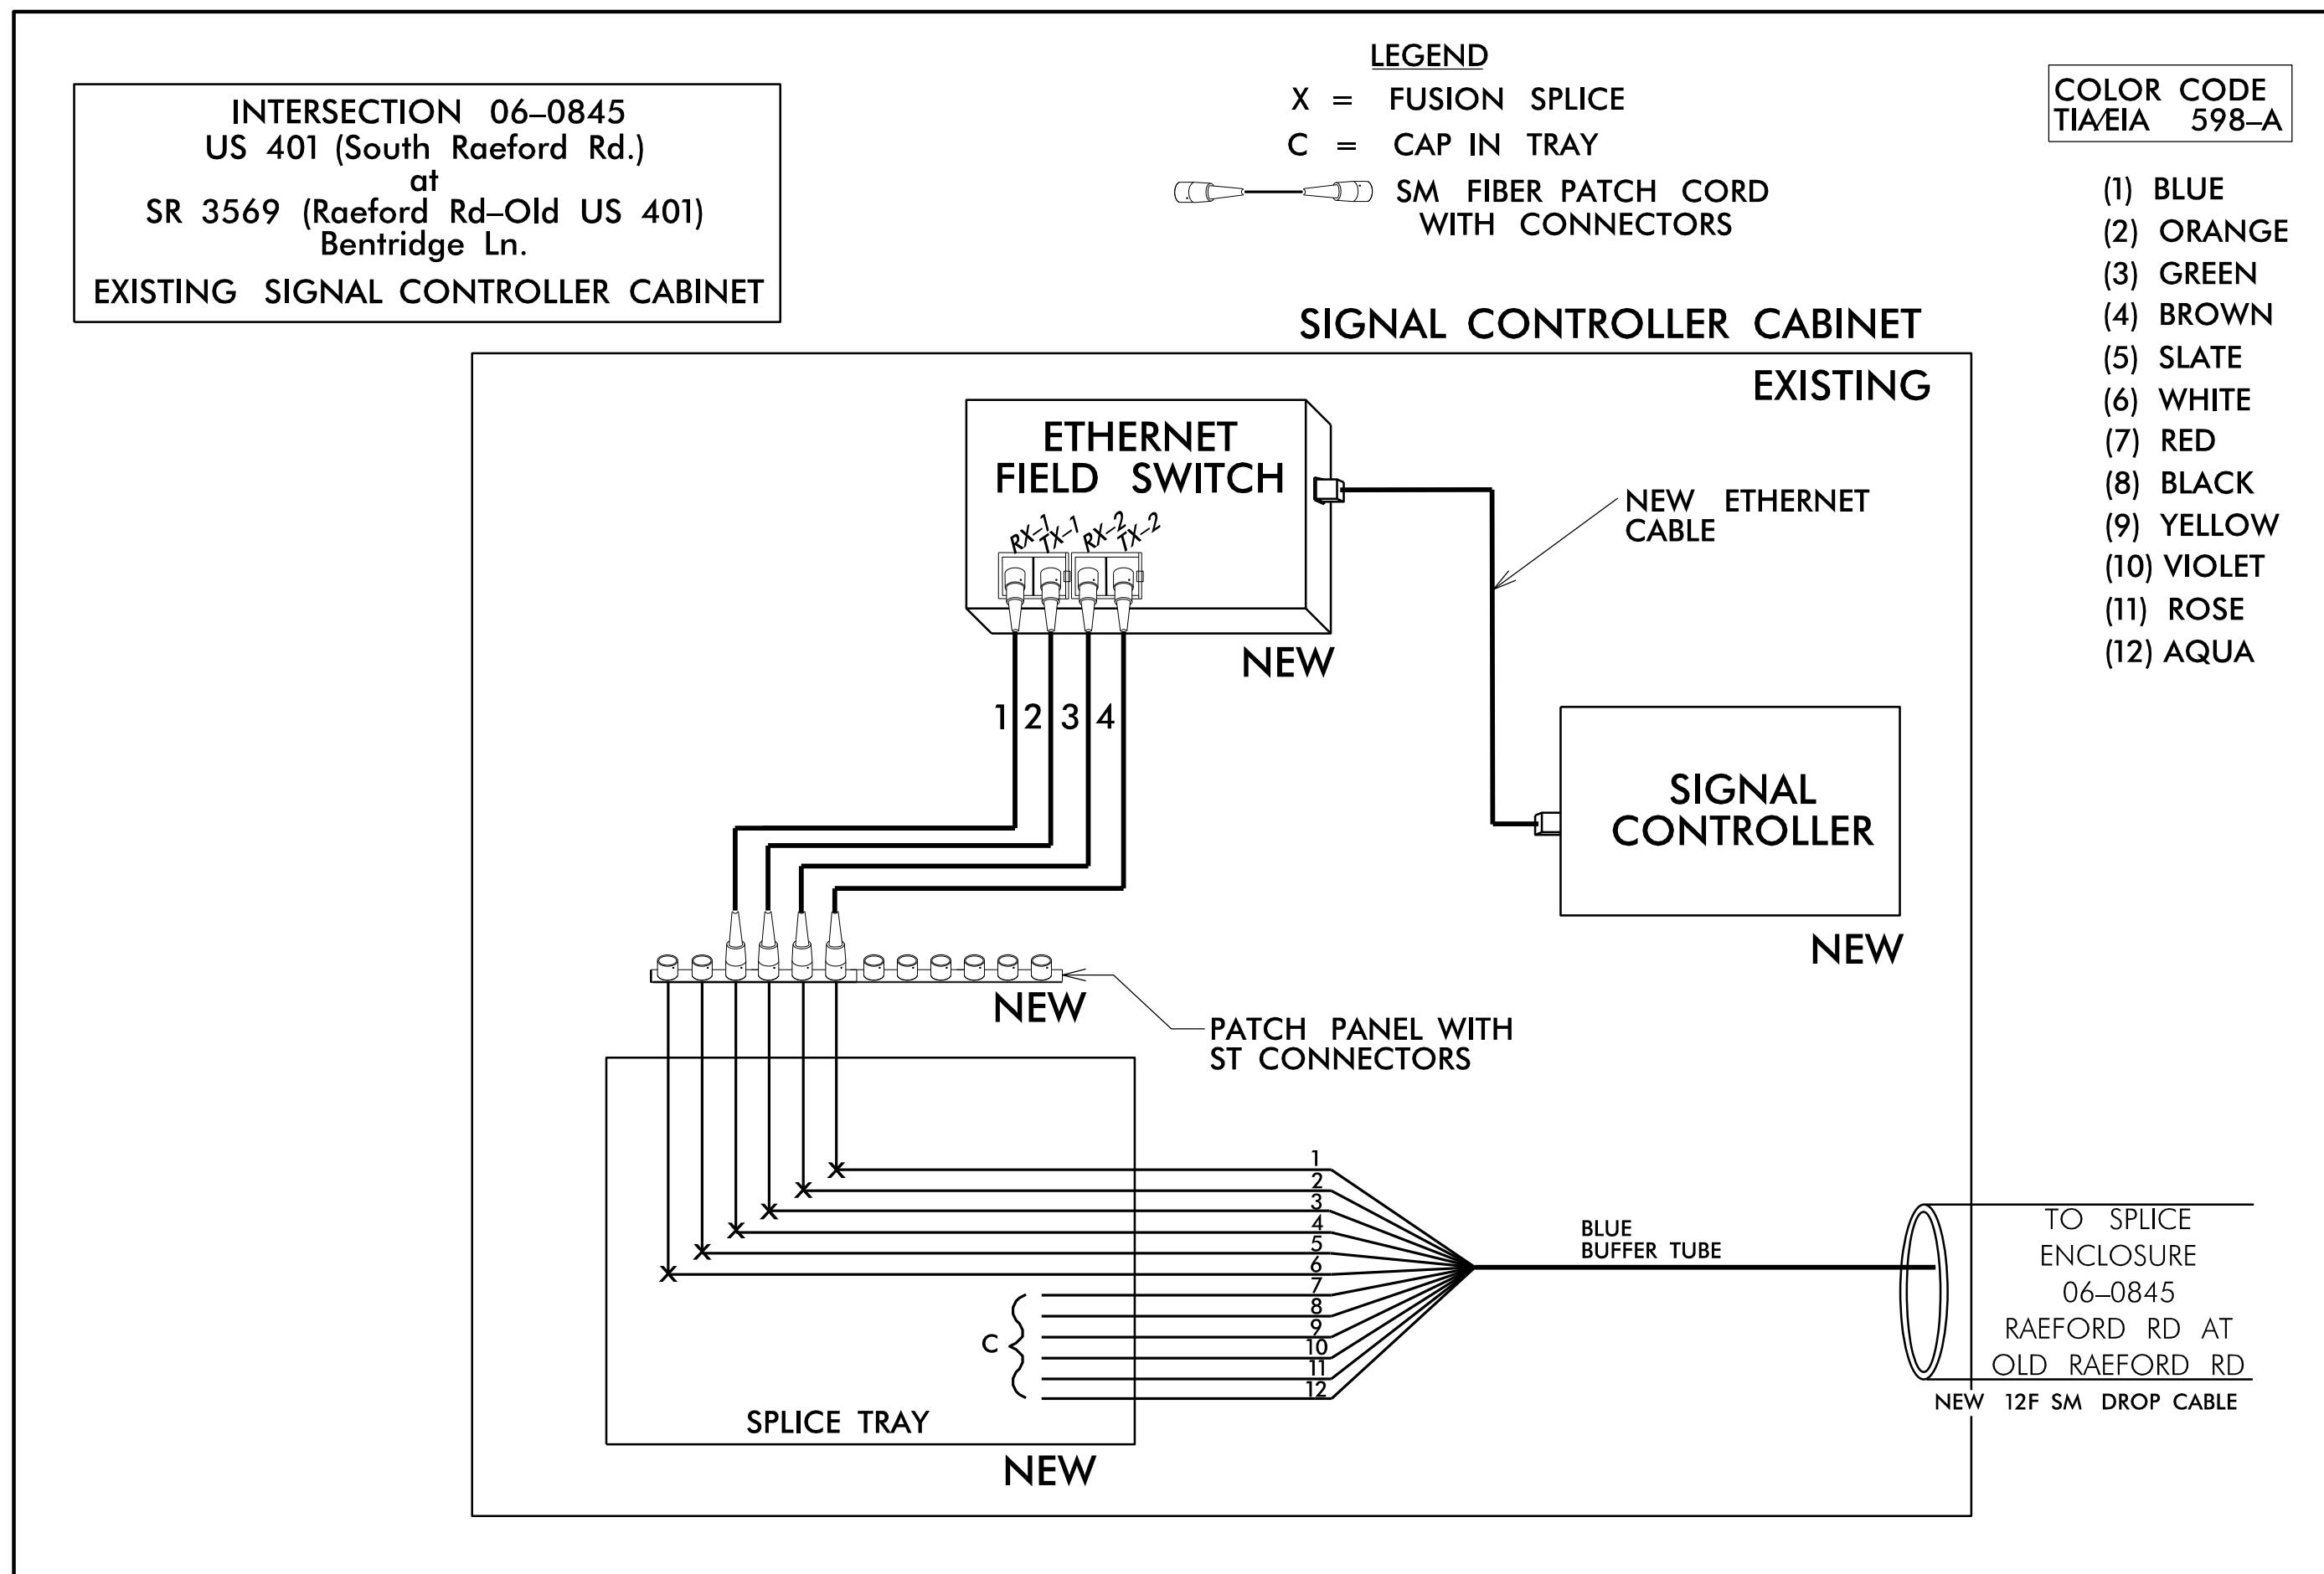 INTERSECTION 06–0845
US 401 (South Raeford Rd.)
at
SR 3569 (Raeford Rd–Old US 401)
Bentridge Ln.
EXISTING SIGNAL CONTROLLER CABINET
LEGEND
X = FUSION SPLICE
C = CAP IN TRAY
SM FIBER PATCH CORD
WITH CONNECTORS
COLOR CODE
TIA/EIA 598–A
(1) BLUE
(2) ORANGE
(3) GREEN
(4) BROWN
(5) SLATE
(6) WHITE
(7) RED
(8) BLACK
(9) YELLOW
(10) VIOLET
(11) ROSE
(12) AQUA
SIGNAL CONTROLLER CABINET
EXISTING
ETHERNET
FIELD SWITCH
RX–1
TX–1
RX–2
TX–2
NEW
NEW ETHERNET
CABLE
1 2 3 4
SIGNAL
CONTROLLER
NEW
NEW
PATCH PANEL WITH
ST CONNECTORS
X
X
X
X
X
X
1
2
3
4
5
6
7
8
9
10
11
12
C
SPLICE TRAY
NEW
BLUE
BUFFER TUBE
TO SPLICE
ENCLOSURE
06–0845
RAEFORD RD AT
OLD RAEFORD RD
NEW 12F SM DROP CABLE